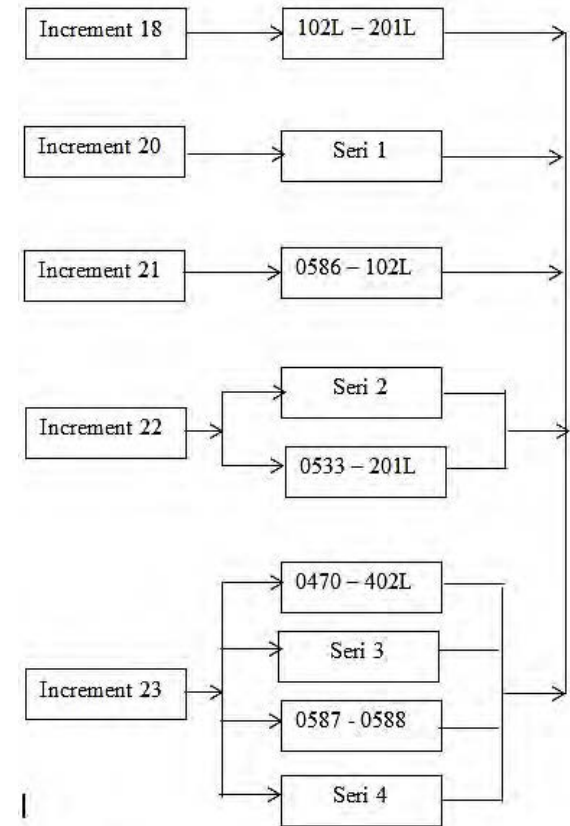 Increment 18
102L – 201L
Increment 20
Seri 1
Increment 21
0586 – 102L
Increment 22
Seri 2
0533 – 201L
Increment 23
0470 – 402L
Seri 3
0587 - 0588
Seri 4